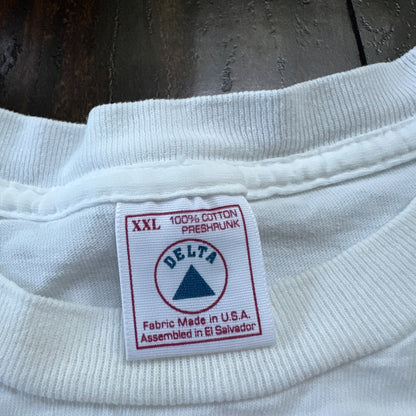 XXL 100% COTTON
PRESHRUNK
DELTA
Fabric Made in U.S.A.
Assembled in El Salvador